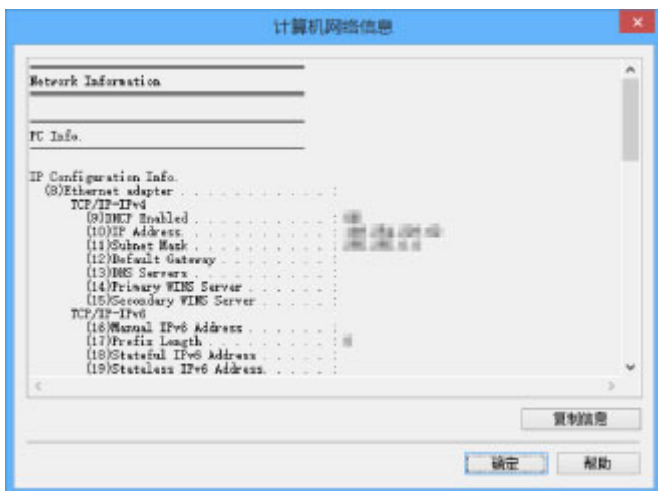 计算机网络信息
Network Information
PC Info.
IP Configuration Info.
(8)Ethernet adapter . . . . . . . . . . . . :
TCP/IP-IPv4
(9)DHCP Enabled . . . . . . . . . . . :
(10)IP Address. . . . . . . . . . . . :
(11)Subnet Mask . . . . . . . . . . . :
(12)Default Gateway . . . . . . . . . :
(13)DNS Servers . . . . . . . . . . . :
(14)Primary WINS Server . . . . . . . :
(15)Secondary WINS Server . . . . . . :
TCP/IP-IPv6
(16)Manual IPv6 Address . . . . . . . :
(17)Prefix Length . . . . . . . . . . :
(18)Stateful IPv6 Address . . . . . . :
(19)Stateless IPv6 Address. . . . . . :
复制信息
确定
帮助